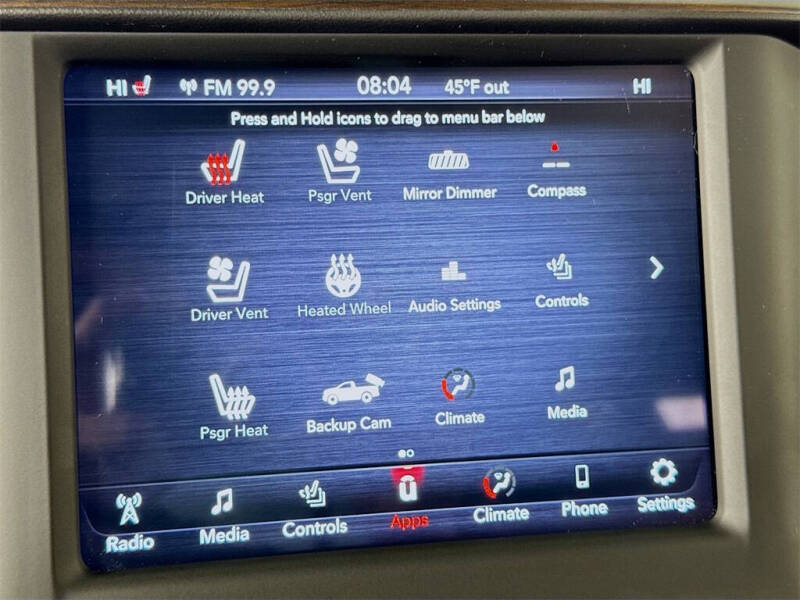 HI FM 99.9 08:04 45°F out HI
Press and Hold icons to drag to menu bar below
Driver Heat Psgr Vent Mirror Dimmer Compass
Driver Vent Heated Wheel Audio Settings Controls
Psgr Heat Backup Cam Climate Media
Radio Media Controls Apps Climate Phone Settings